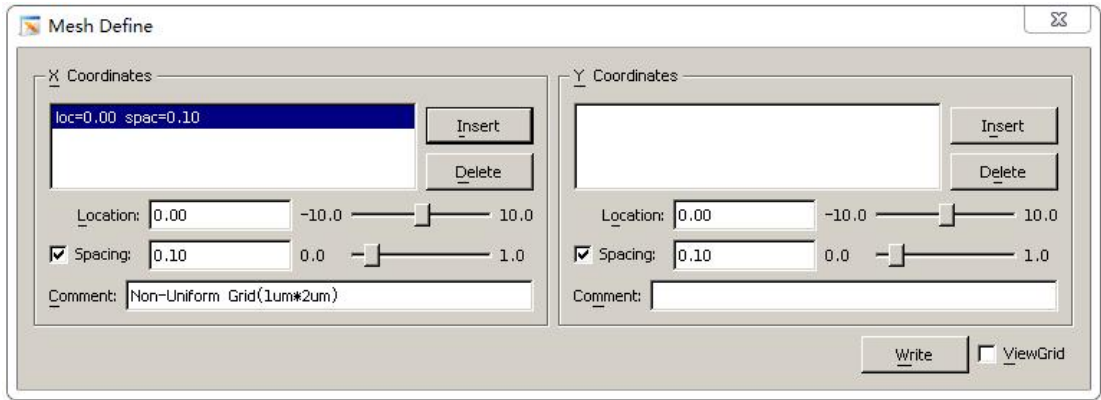 Mesh Define
X Coordinates
loc=0.00 spac=0.10
Insert
Delete
Location: 0.00 -10.0 10.0
Spacing: 0.10 0.0 1.0
Comment: Non-Uniform Grid(1um*2um)
Y Coordinates
Insert
Delete
Location: 0.00 -10.0 10.0
Spacing: 0.10 0.0 1.0
Comment:
Write ViewGrid